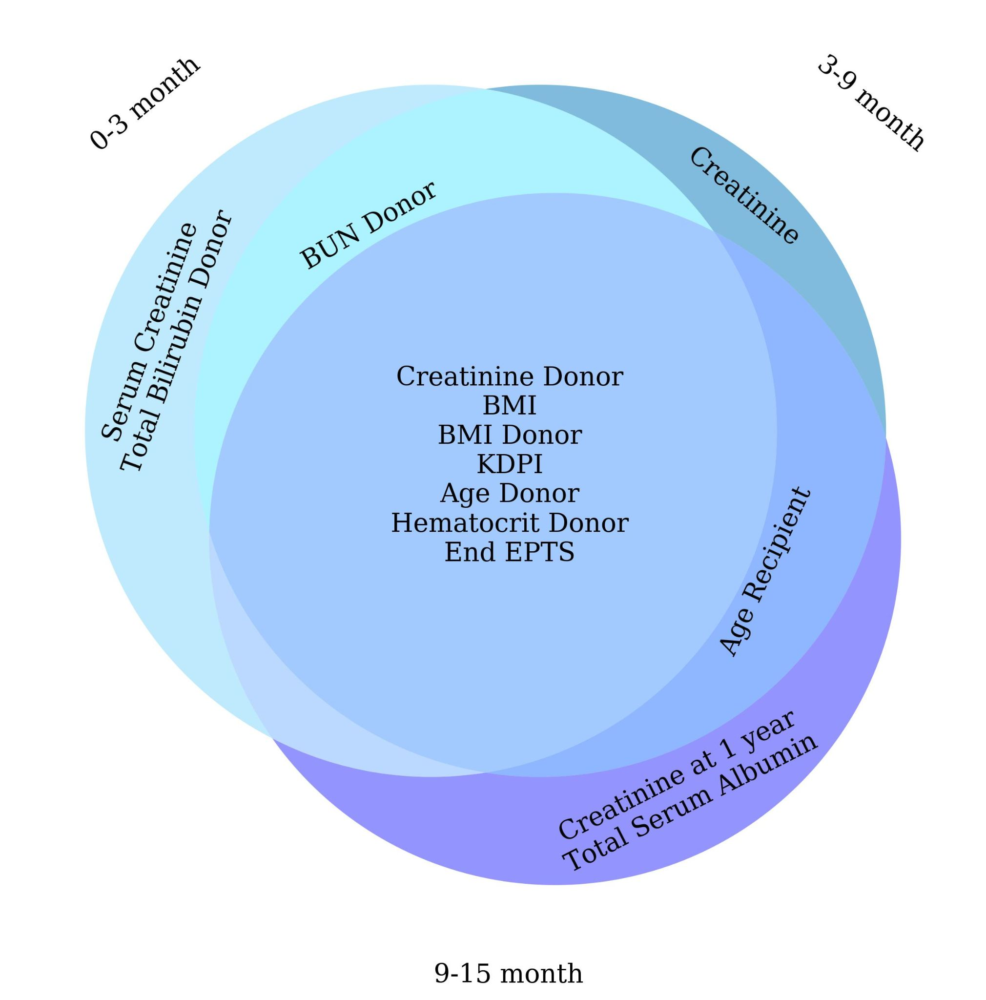 0-3 month
3-9 month
Creatinine
BUN Donor
Serum Creatinine
Total Bilirubin Donor
Creatinine Donor
BMI
BMI Donor
KDPI
Age Donor
Hematocrit Donor
End EPTS
Age Recipient
Creatinine at 1 year
Total Serum Albumin
9-15 month